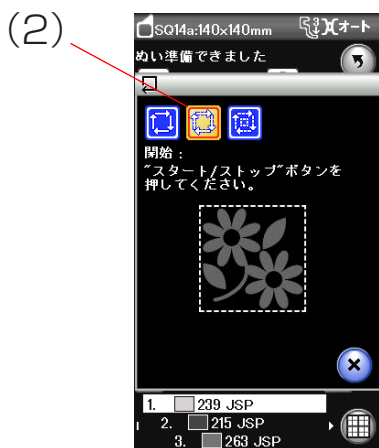 (2)
SQ14a:140x140mm 3 オート
ぬい準備できました
開始：
"スタート/ストップ"ボタンを
押してください。
1. 239 JSP
2. 215 JSP
3. 263 JSP